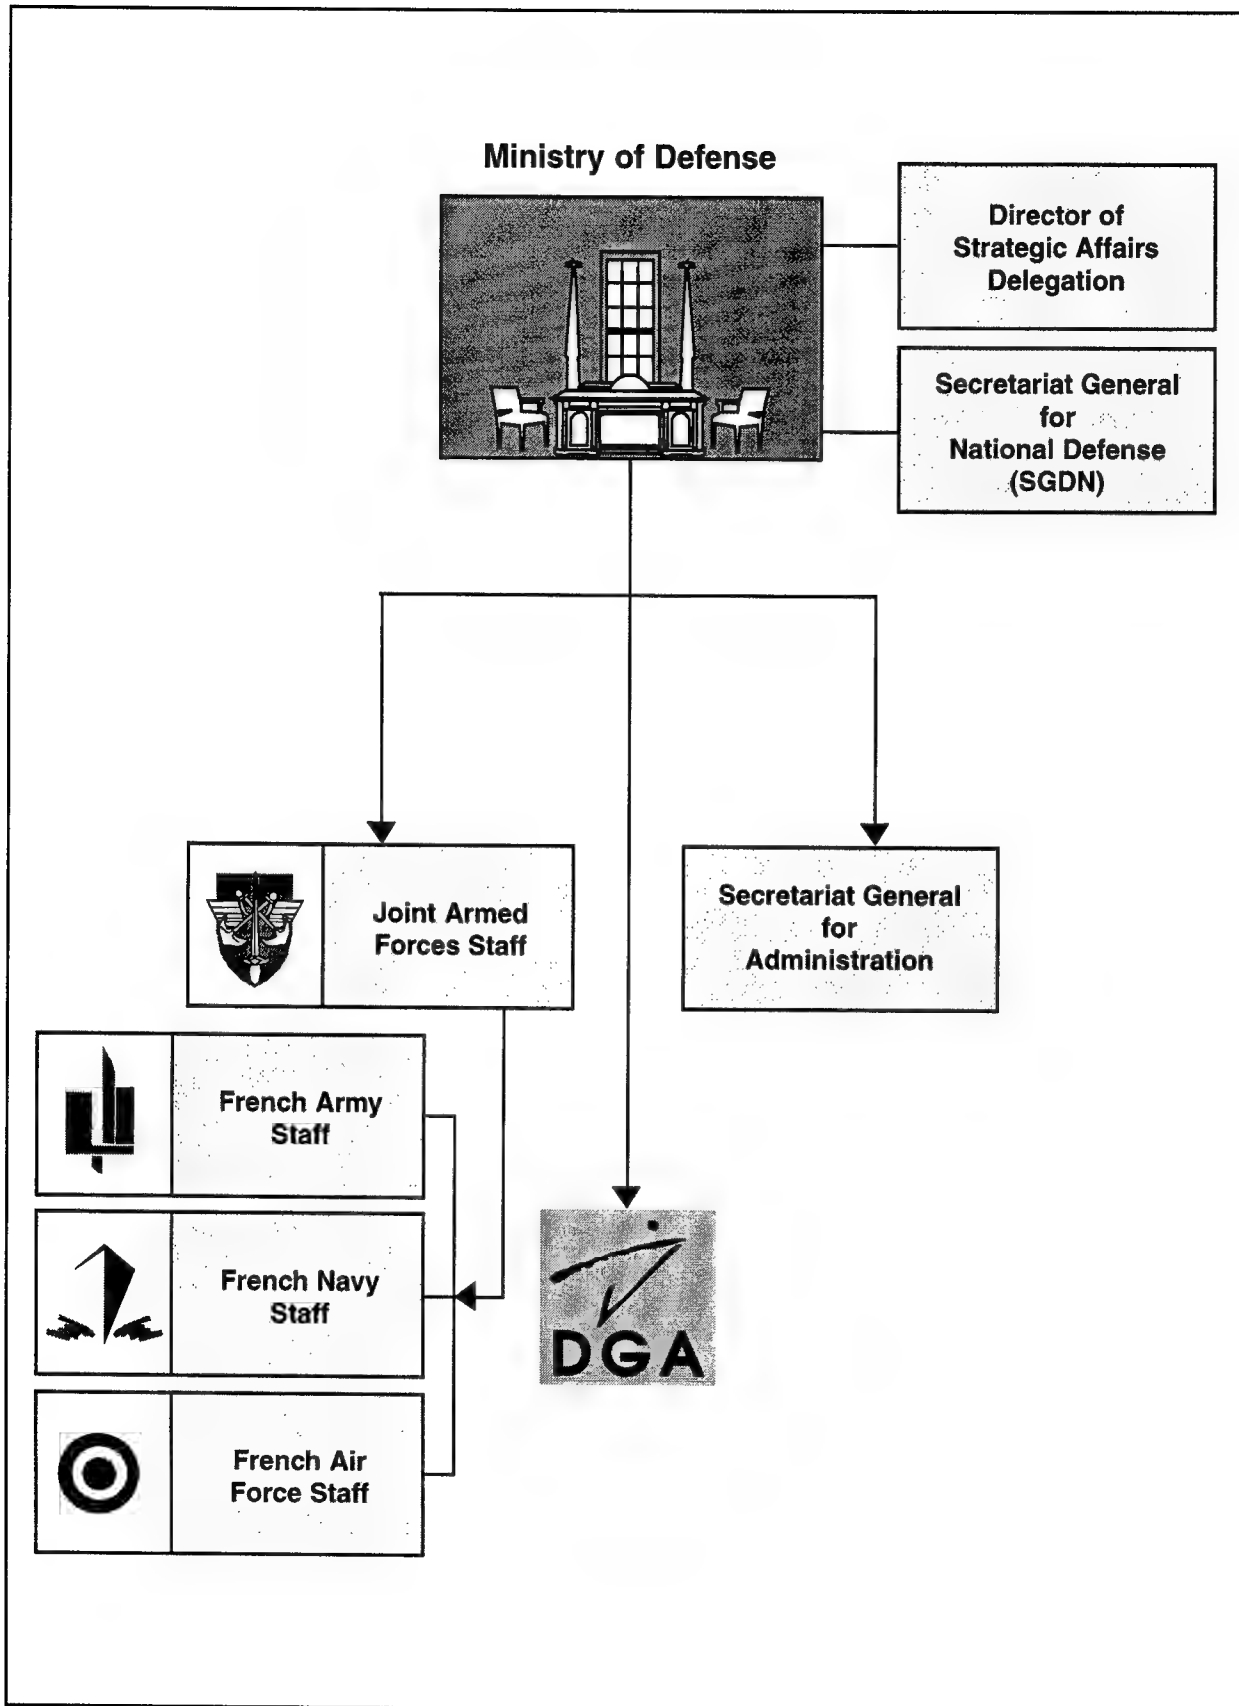 Ministry of Defense
Director of
Strategic Affairs
Delegation
Secretariat General
for
National Defense
(SGDN)
Joint Armed
Forces Staff
Secretariat General
for
Administration
French Army
Staff
French Navy
Staff
French Air
Force Staff
DGA